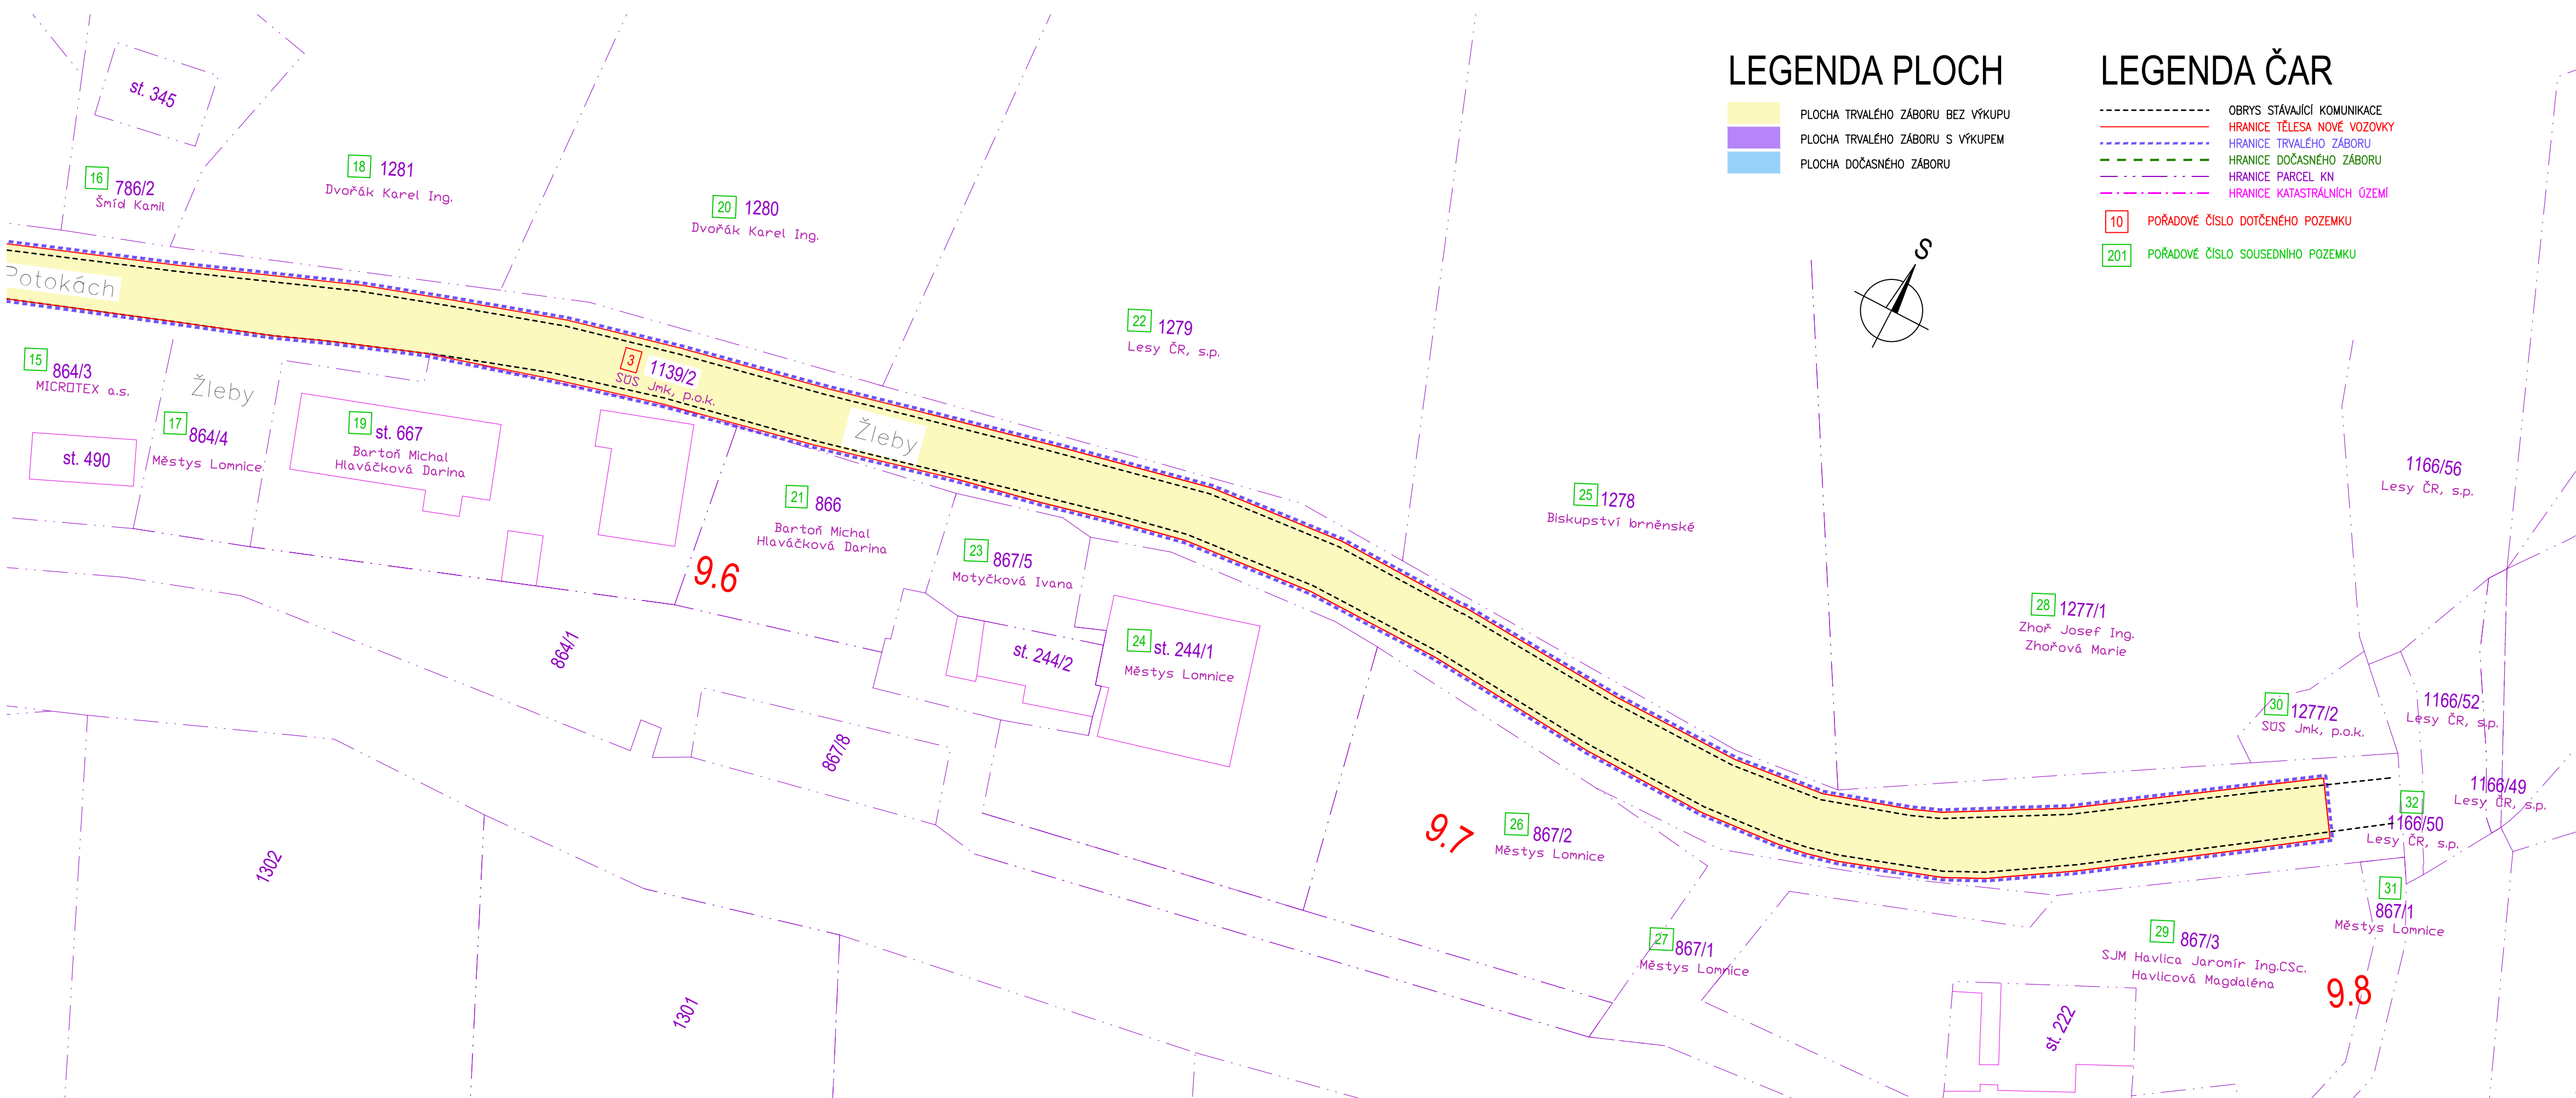 LEGENDA PLOCH
PLOCHA TRVALÉHO ZÁBORU BEZ VÝKUPU
PLOCHA TRVALÉHO ZÁBORU S VÝKUPEM
PLOCHA DOČASNÉHO ZÁBORU
LEGENDA ČAR
OBRYS STÁVAJÍCÍ KOMUNIKACE
HRANICE TĚLESA NOVÉ VOZOVKY
HRANICE TRVALÉHO ZÁBORU
HRANICE DOČASNÉHO ZÁBORU
HRANICE PARCEL KN
HRANICE KATASTRÁLNÍCH ÚZEMÍ
10 POŘADOVÉ ČÍSLO DOTČENÉHO POZEMKU
201 POŘADOVÉ ČÍSLO SOUSEDNÍHO POZEMKU
S
st. 345
16 786/2
Šmíd Kamil
18 1281
Dvořák Karel Ing.
20 1280
Dvořák Karel Ing.
22 1279
Lesy ČR, s.p.
Potokách
15 864/3
MICROTEX a.s.
st. 490
Žleby
17 864/4
Městys Lomnice
19 st. 667
Bartoň Michal
Hlaváčková Darina
3 1139/2
SÚS Jmk, p.o.k.
Žleby
21 866
Bartoň Michal
Hlaváčková Darina
9.6
23 867/5
Motyčková Ivana
24 st. 244/1
Městys Lomnice
st. 244/2
25 1278
Biskupství brněnské
864/1
867/8
1302
1301
9.7
26 867/2
Městys Lomnice
27 867/1
Městys Lomnice
28 1277/1
Zhoř Josef Ing.
Zhořová Marie
30 1277/2
SÚS Jmk, p.o.k.
1166/56
Lesy ČR, s.p.
1166/52
Lesy ČR, s.p.
1166/49
Lesy ČR, s.p.
32
1166/50
Lesy ČR, s.p.
31
867/1
Městys Lomnice
29 867/3
SJM Havlica Jaromír Ing.CSc.
Havlicová Magdaléna
9.8
st. 222